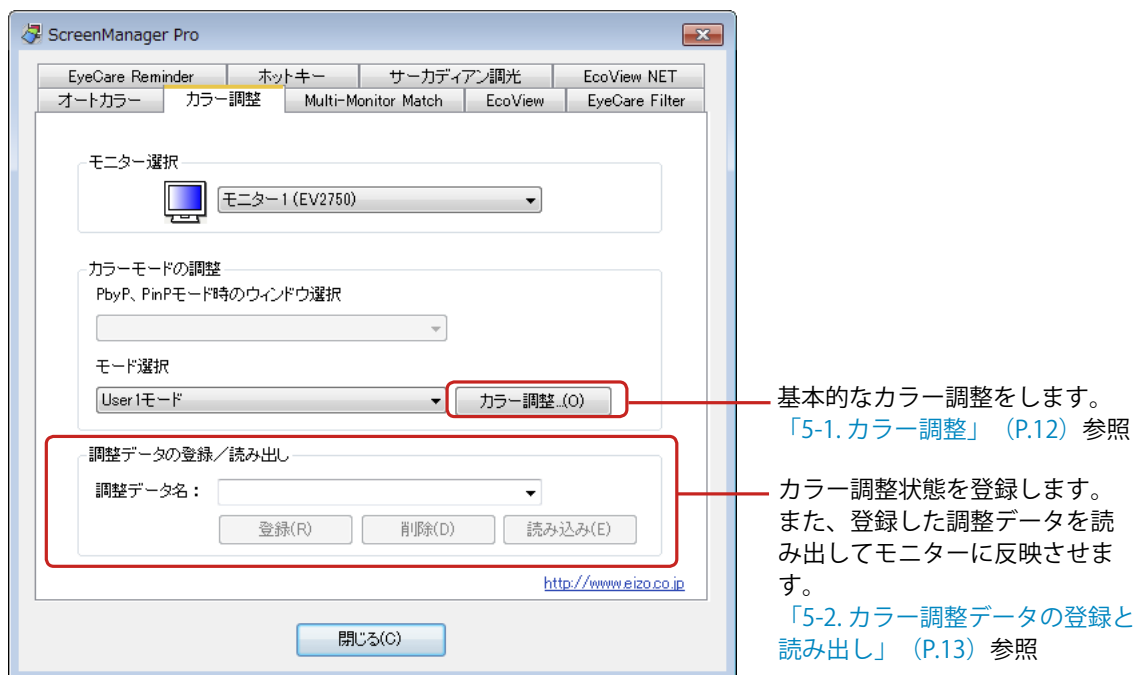 ScreenManager Pro
EyeCare Reminder ホットキー サーカディアン調光 EcoView NET
オートカラー カラー調整 Multi-Monitor Match EcoView EyeCare Filter
モニター選択
モニター1(EV2750)
カラーモードの調整
PbyP、PinPモード時のウィンドウ選択
モード選択
User1モード カラー調整...(O)
調整データの登録／読み出し
調整データ名：
登録(R) 削除(D) 読み込み(E)
http://www.eizo.co.jp
閉じる(C)
基本的なカラー調整をします。
「5-1. カラー調整」（P.12）参照
カラー調整状態を登録します。
また、登録した調整データを読
み出してモニターに反映させま
す。
「5-2. カラー調整データの登録と
読み出し」（P.13）参照